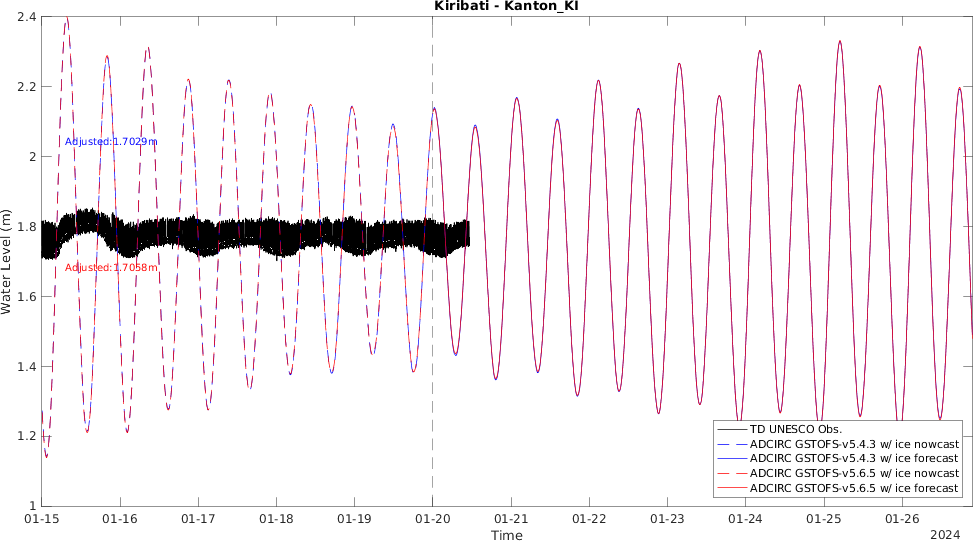 Kiribati - Kanton_KI
2.4
2.2
2
1.8
1.6
1.4
1.2
1
Water Level (m)
Adjusted:1.7029m
Adjusted:1.7058m
TD UNESCO Obs.
ADCIRC GSTOFS-v5.4.3 w/ ice nowcast
ADCIRC GSTOFS-v5.4.3 w/ ice forecast
ADCIRC GSTOFS-v5.6.5 w/ ice nowcast
ADCIRC GSTOFS-v5.6.5 w/ ice forecast
01-15 01-16 01-17 01-18 01-19 01-20 01-21 01-22 01-23 01-24 01-25 01-26
Time
2024